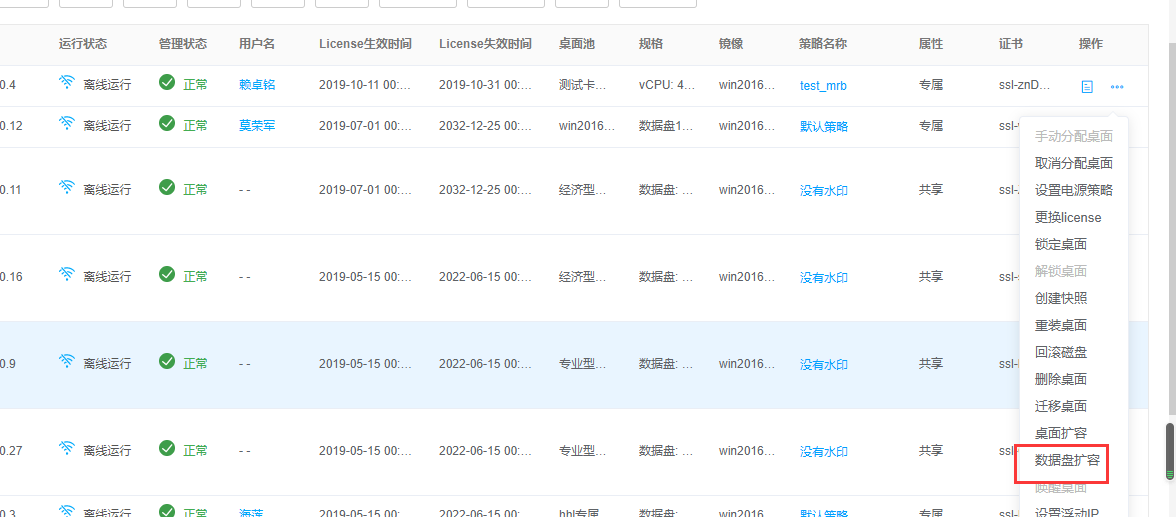 运行状态 管理状态 用户名 License生效时间 License失效时间 桌面池 规格 镜像 策略名称 属性 证书 操作
0.4 离线运行 正常 赖卓铭 2019-10-11 00:... 2019-10-31 00:... 测试卡... vCPU: 4... win2016... test_mrb 专属 ssl-znD...
0.12 离线运行 正常 莫荣军 2019-07-01 00:... 2032-12-25 00:... win2016... 数据盘1... win2016... 默认策略 专属
手动分配桌面
取消分配桌面
0.11 离线运行 正常 - - 2019-07-01 00:... 2032-12-25 00:... 经济型... 数据盘: ... win2016... 没有水印 共享 设置电源策略
更换license
锁定桌面
0.16 离线运行 正常 - - 2019-05-15 00:... 2022-06-15 00:... 经济型... 数据盘: ... win2016... 没有水印 共享 解锁桌面
创建快照
重装桌面
回滚磁盘
0.9 离线运行 正常 - - 2019-05-15 00:... 2022-06-15 00:... 专业型... 数据盘: ... win2016... 没有水印 共享
删除桌面
迁移桌面
桌面扩容
0.27 离线运行 正常 - - 2019-05-15 00:... 2022-06-15 00:... 专业型... 数据盘: ... win2016... 没有水印 共享
数据盘扩容
唤醒桌面
0.3 离线运行 正常 海莲 2019-05-15 00:... 2022-06-15 00:... hhl专属... 数据盘: ... win2016... 默认策略 专属 设置浮动IP